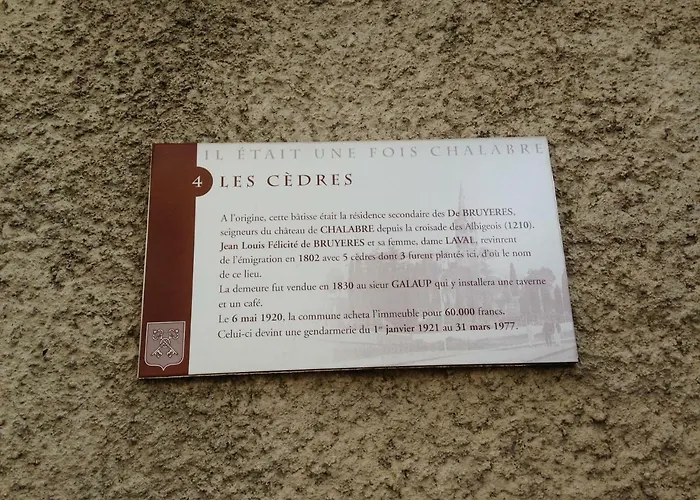 IL ÉTAIT UNE FOIS CHALABRE
4 LES CÈDRES
A l'origine, cette bâtisse était la résidence secondaire des De BRUYERES,
seigneurs du château de CHALABRE depuis la croisade des Albigeois (1210).
Jean Louis Félicité de BRUYERES et sa femme, dame LAVAL, revinrent
de l'émigration en 1802 avec 5 cèdres dont 3 furent plantés ici, d'où le nom
de ce lieu.
La demeure fut vendue en 1830 au sieur GALAUP qui y installera une taverne
et un café.
Le 6 mai 1920, la commune acheta l'immeuble pour 60.000 francs.
Celui-ci devint une gendarmerie du 1er janvier 1921 au 31 mars 1977.